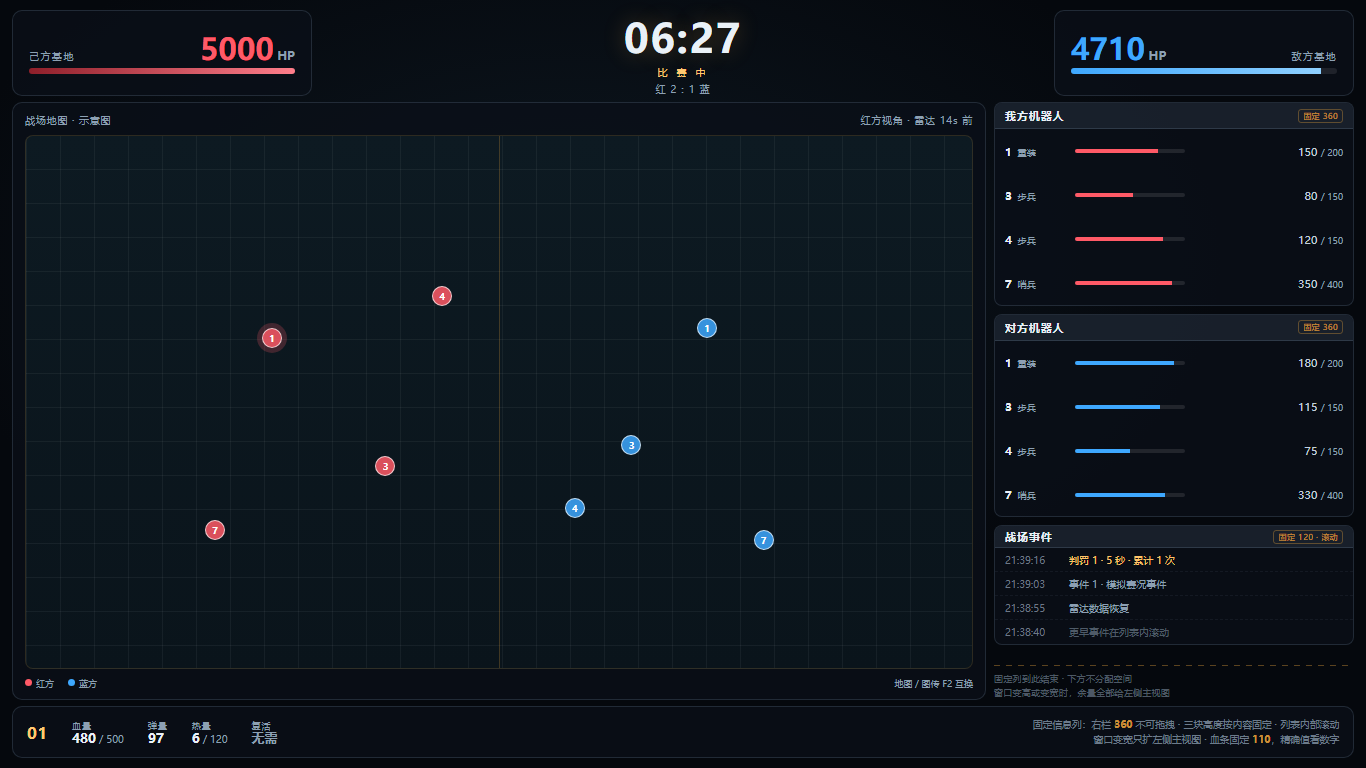 己方基地 5000 HP
06:27
比赛中
红 2 : 1 蓝
4710 HP 敌方基地
战场地图 · 示意图
红方视角 · 雷达 14s 前
4
1
1
3
3
4
7
7
红方 蓝方
地图 / 图传 F2 互换
我方机器人 固定 360
1 重装 150 / 200
3 步兵 80 / 150
4 步兵 120 / 150
7 哨兵 350 / 400
对方机器人 固定 360
1 重装 180 / 200
3 步兵 115 / 150
4 步兵 75 / 150
7 哨兵 330 / 400
战场事件 固定 120 · 滚动
21:39:16 判罚 1 · 5 秒 · 累计 1 次
21:39:03 事件 1 · 模拟赛况事件
21:38:55 雷达数据恢复
21:38:40 更早事件在列表内滚动
固定列到此结束 · 下方不分配空间
窗口变高或变宽时，余量全部给左侧主视图
01
血量 弹量 热量 复活
480 / 500 97 6 / 120 无需
固定信息列：右栏 360 不可拖拽 · 三块高度按内容固定 · 列表内部滚动
窗口变宽只扩左侧主视图 · 血条固定 110，精确值看数字